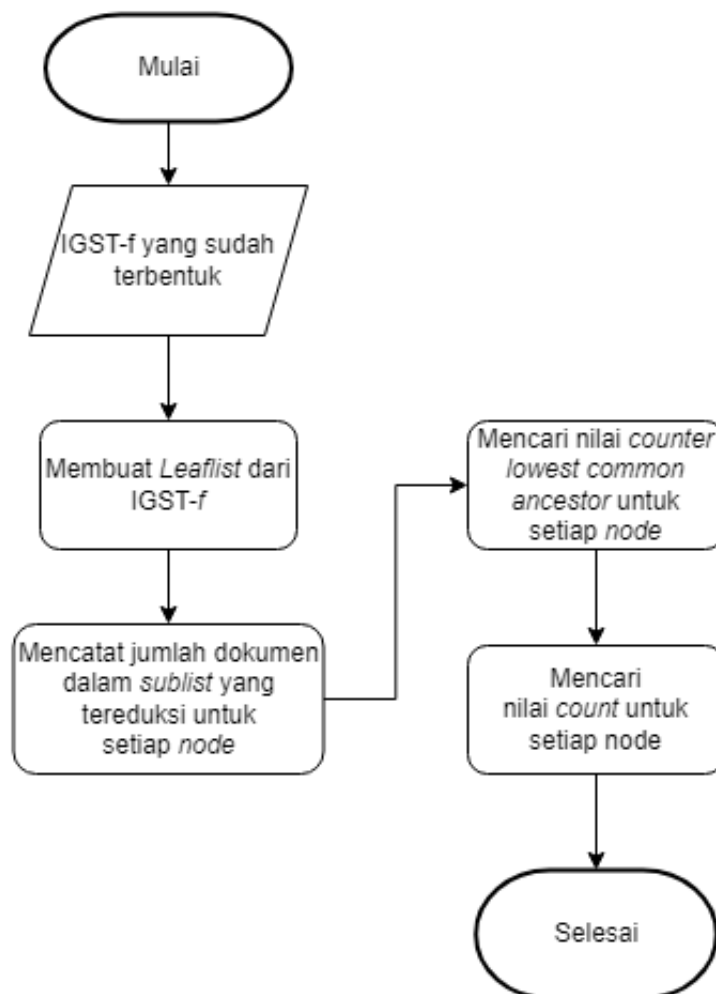 Mulai
IGST-f yang sudah
terbentuk
Membuat Leaflist dari
IGST-f
Mencatat jumlah dokumen
dalam sublist yang
tereduksi untuk
setiap node
Mencari nilai counter
lowest common
ancestor untuk
setiap node
Mencari
nilai count untuk
setiap node
Selesai